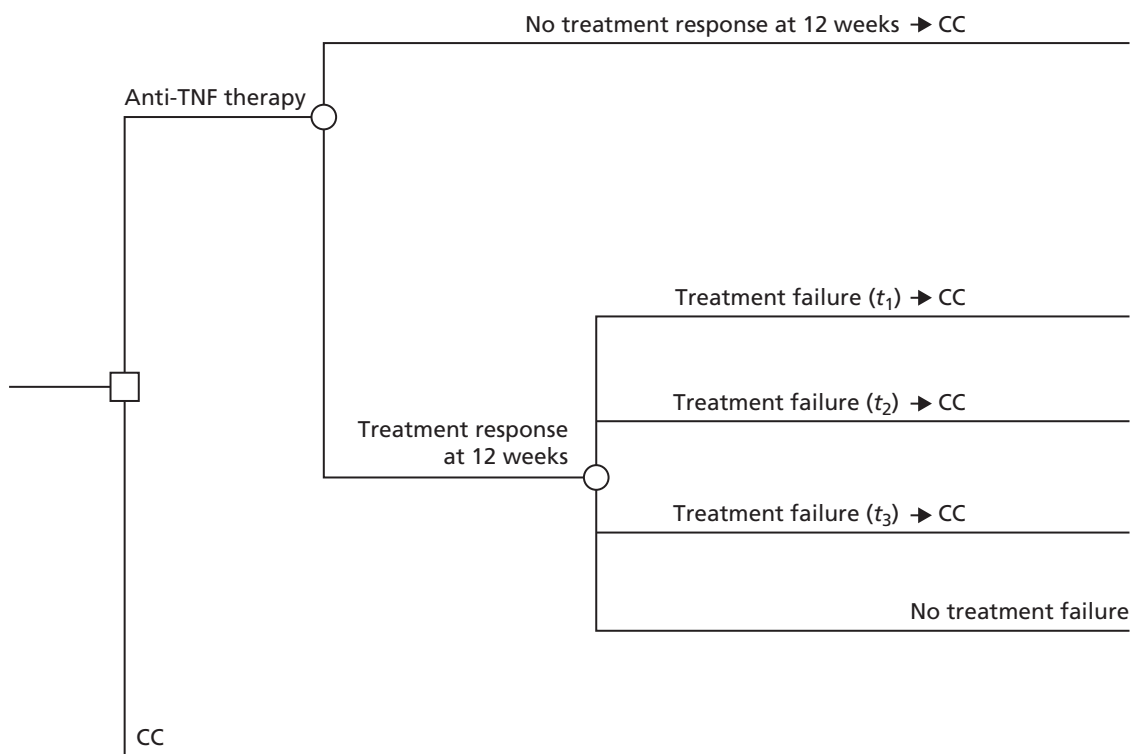 No treatment response at 12 weeks → CC
Anti-TNF therapy
Treatment failure (t₁) → CC
Treatment failure (t₂) → CC
Treatment response
at 12 weeks
Treatment failure (t₃) → CC
No treatment failure
CC